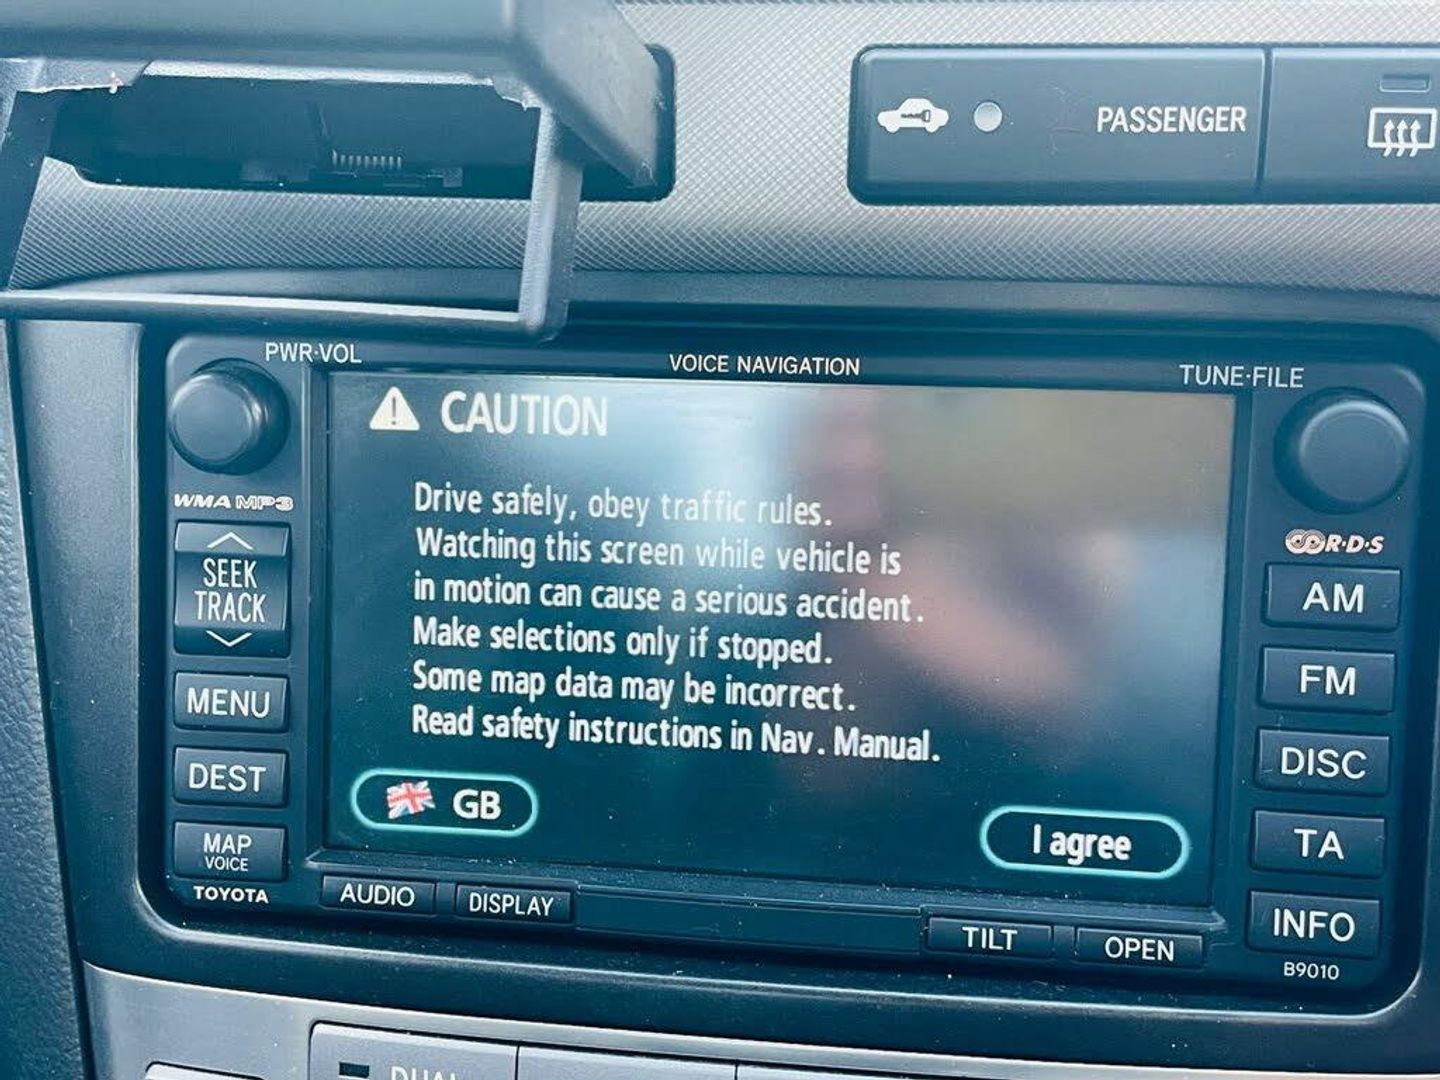 PASSENGER
PWR·VOL
VOICE NAVIGATION
TUNE·FILE
CAUTION
Drive safely, obey traffic rules.
Watching this screen while vehicle is
in motion can cause a serious accident.
Make selections only if stopped.
Some map data may be incorrect.
Read safety instructions in Nav. Manual.
GB
I agree
WMA MP3
SEEK
TRACK
MENU
DEST
MAP
VOICE
TOYOTA
AUDIO
DISPLAY
TILT
OPEN
R·D·S
AM
FM
DISC
TA
INFO
B9010
DUAL